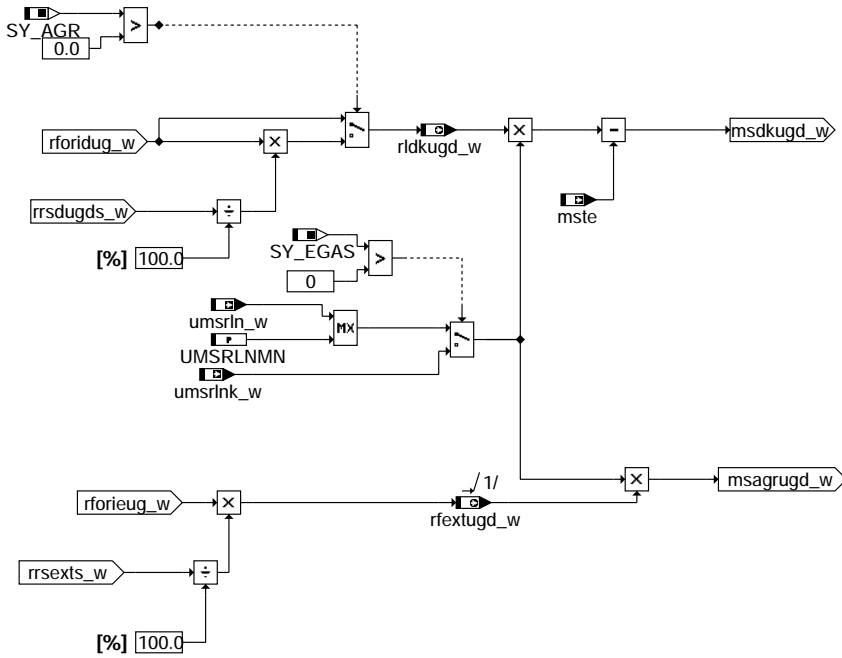 SY_AGR
>
0.0
rforidug_w
×
rldkugd_w
×
-
msdkugd_w
mste
rrsdugds_w
÷
[%] 100.0
SY_EGAS
>
0
umsrln_w
MX
P
UMSRLNMN
umsrlnk_w
/ 1/
rforieug_w
×
rfextugd_w
×
msagrugd_w
rrsexts_w
÷
[%] 100.0